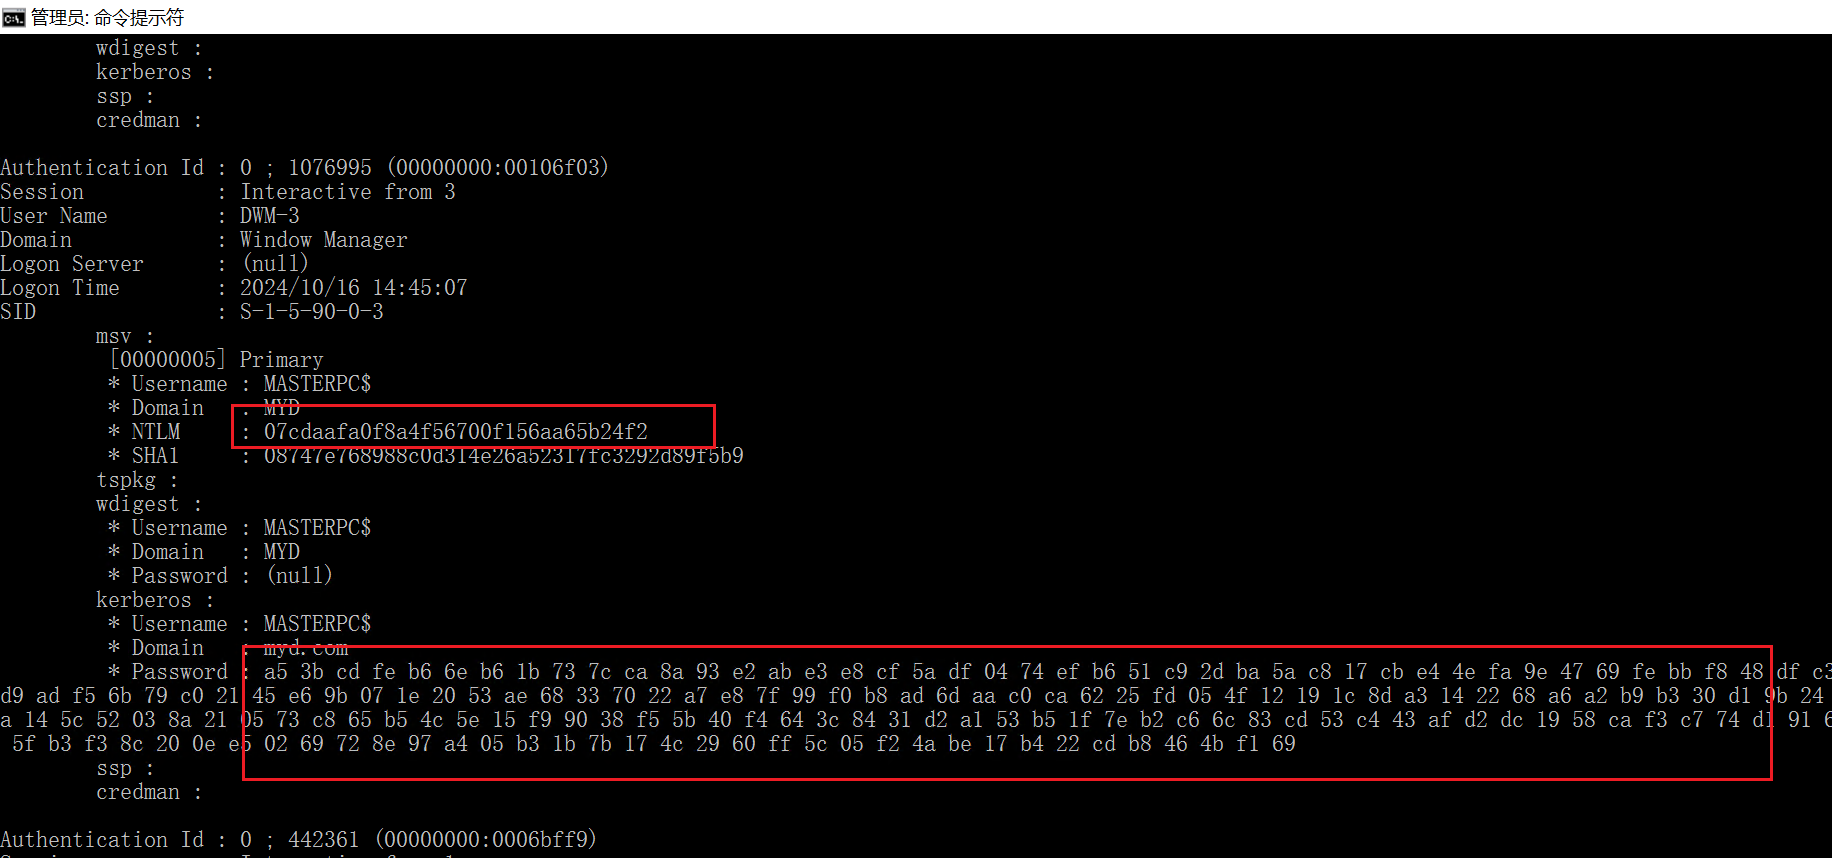 管理员: 命令提示符
wdigest :
kerberos :
ssp :
credman :
Authentication Id : 0 ; 1076995 (00000000:00106f03)
Session : Interactive from 3
User Name : DWM-3
Domain : Window Manager
Logon Server : (null)
Logon Time : 2024/10/16 14:45:07
SID : S-1-5-90-0-3
msv :
[00000005] Primary
* Username : MASTERPC$
* Domain : MYD
* NTLM : 07cdaafa0f8a4f56700f156aa65b24f2
* SHA1 : 08747e768988c0d314e26a52317fc3292d89f5b9
tspkg :
wdigest :
* Username : MASTERPC$
* Domain : MYD
* Password : (null)
kerberos :
* Username : MASTERPC$
* Domain : myd.com
* Password : a5 3b cd fe b6 6e b6 1b 73 7c ca 8a 93 e2 ab e3 e8 cf 5a df 04 74 ef b6 51 c9 2d ba 5a c8 17 cb e4 4e fa 9e 47 69 fe bb f8 48 df c3
d9 ad f5 6b 79 c0 21 45 e6 9b 07 1e 20 53 ae 68 33 70 22 a7 e8 7f 99 f0 b8 ad 6d aa c0 ca 62 25 fd 05 4f 12 19 1c 8d a3 14 22 68 a6 a2 b9 b3 30 d1 9b 24
a 14 5c 52 03 8a 21 05 73 c8 65 b5 4c 5e 15 f9 90 38 f5 5b 40 f4 64 3c 84 31 d2 a1 53 b5 1f 7e b2 c6 6c 83 cd 53 c4 43 af d2 dc 19 58 ca f3 c7 74 d1 91 6
5f b3 f3 8c 20 0e e5 02 69 72 8e 97 a4 05 b3 1b 7b 17 4c 29 60 ff 5c 05 f2 4a be 17 b4 22 cd b8 46 4b f1 69
ssp :
credman :
Authentication Id : 0 ; 442361 (00000000:0006bff9)